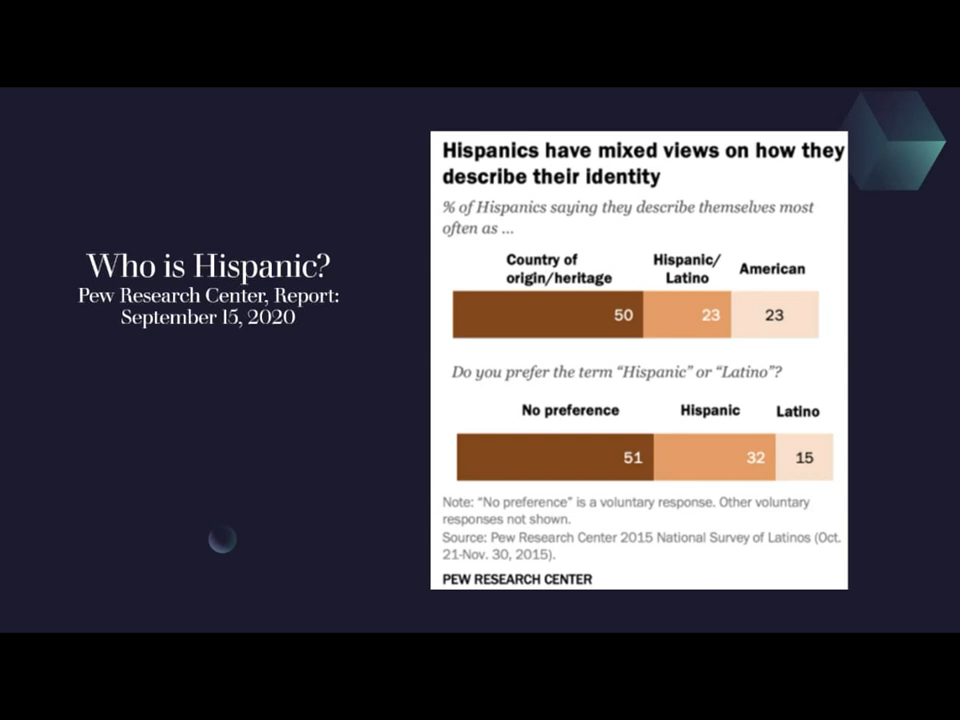 Who is Hispanic?
Pew Research Center, Report:
September 15, 2020
Hispanics have mixed views on how they
describe their identity
% of Hispanics saying they describe themselves most
often as ...
Country of
origin/heritage
Hispanic/
Latino
American
50
23
23
Do you prefer the term “Hispanic” or “Latino”?
No preference
Hispanic
Latino
51
32
15
Note: “No preference” is a voluntary response. Other voluntary
responses not shown.
Source: Pew Research Center 2015 National Survey of Latinos (Oct.
21-Nov. 30, 2015).
PEW RESEARCH CENTER